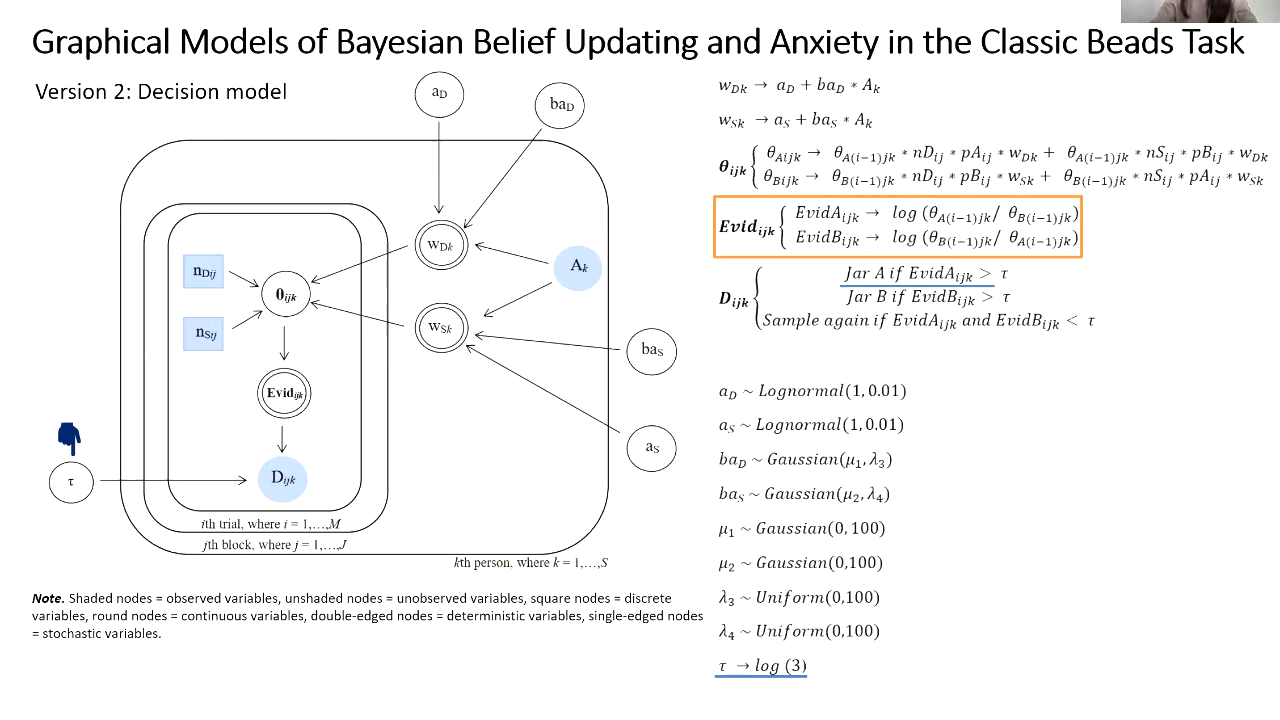 Graphical Models of Bayesian Belief Updating and Anxiety in the Classic Beads Task
Version 2: Decision model
a_D
ba_D
w_Dk
A_k
n_Dij
θ_ijk
n_Sij
w_Sk
ba_S
Evid_ijk
a_S
τ
D_ijk
ith trial, where i = 1,…,M
jth block, where j = 1,…,J
kth person, where k = 1,…,S
Note. Shaded nodes = observed variables, unshaded nodes = unobserved variables, square nodes = discrete
variables, round nodes = continuous variables, double-edged nodes = deterministic variables, single-edged nodes
= stochastic variables.
w_Dk → a_D + ba_D * A_k
w_Sk → a_S + ba_S * A_k
θ_ijk { θ_Aijk → θ_A(i−1)jk * nD_ij * pA_ij * w_Dk + θ_A(i−1)jk * nS_ij * pB_ij * w_Dk
θ_Bijk → θ_B(i−1)jk * nD_ij * pB_ij * w_Sk + θ_B(i−1)jk * nS_ij * pA_ij * w_Sk
Evid_ijk { EvidA_ijk → log (θ_A(i−1)jk / θ_B(i−1)jk)
EvidB_ijk → log (θ_B(i−1)jk / θ_A(i−1)jk)
D_ijk { Jar A if EvidA_ijk > τ
Jar B if EvidB_ijk > τ
Sample again if EvidA_ijk and EvidB_ijk < τ
a_D ~ Lognormal(1, 0.01)
a_S ~ Lognormal(1, 0.01)
ba_D ~ Gaussian(μ_1, λ_3)
ba_S ~ Gaussian(μ_2, λ_4)
μ_1 ~ Gaussian(0, 100)
μ_2 ~ Gaussian(0,100)
λ_3 ~ Uniform(0,100)
λ_4 ~ Uniform(0,100)
τ → log (3)